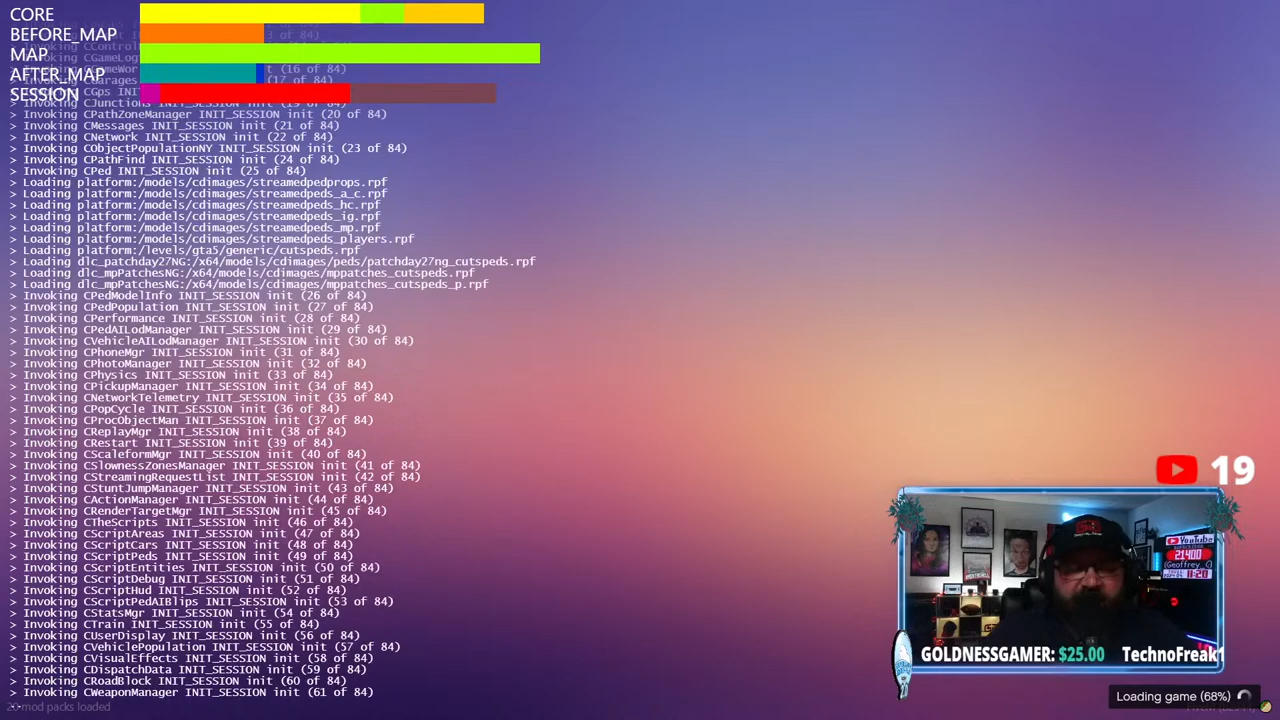 CORE
BEFORE_MAP
MAP
AFTER_MAP
SESSION
> Invoking CPathZoneManager INIT_SESSION init (20 of 84)
> Invoking CMessages INIT_SESSION init (21 of 84)
> Invoking CNetwork INIT_SESSION init (22 of 84)
> Invoking CObjectPopulationNY INIT_SESSION init (23 of 84)
> Invoking CPathFind INIT_SESSION init (24 of 84)
> Invoking CPed INIT_SESSION init (25 of 84)
> Loading platform:/models/cdimages/streamedpedprops.rpf
> Loading platform:/models/cdimages/streamedpeds_a_c.rpf
> Loading platform:/models/cdimages/streamedpeds_hc.rpf
> Loading platform:/models/cdimages/streamedpeds_ig.rpf
> Loading platform:/models/cdimages/streamedpeds_mp.rpf
> Loading platform:/models/cdimages/streamedpeds_players.rpf
> Loading platform:/levels/gta5/generic/cutspeds.rpf
> Loading dlc_patchday27NG:/x64/models/cdimages/peds/patchday27ng_cutspeds.rpf
> Loading dlc_mpPatchesNG:/x64/models/cdimages/mppatches_cutspeds.rpf
> Loading dlc_mpPatchesNG:/x64/models/cdimages/mppatches_cutspeds_p.rpf
> Invoking CPedModelInfo INIT_SESSION init (26 of 84)
> Invoking CPedPopulation INIT_SESSION init (27 of 84)
> Invoking CPerformance INIT_SESSION init (28 of 84)
> Invoking CPedAILodManager INIT_SESSION init (29 of 84)
> Invoking CVehicleAILodManager INIT_SESSION init (30 of 84)
> Invoking CPhoneMgr INIT_SESSION init (31 of 84)
> Invoking CPhotoManager INIT_SESSION init (32 of 84)
> Invoking CPhysics INIT_SESSION init (33 of 84)
> Invoking CPickupManager INIT_SESSION init (34 of 84)
> Invoking CNetworkTelemetry INIT_SESSION init (35 of 84)
> Invoking CPopCycle INIT_SESSION init (36 of 84)
> Invoking CProcObjectMan INIT_SESSION init (37 of 84)
> Invoking CReplayMgr INIT_SESSION init (38 of 84)
> Invoking CRestart INIT_SESSION init (39 of 84)
> Invoking CScaleformMgr INIT_SESSION init (40 of 84)
> Invoking CSlownessZonesManager INIT_SESSION init (41 of 84)
> Invoking CStreamingRequestList INIT_SESSION init (42 of 84)
> Invoking CStuntJumpManager INIT_SESSION init (43 of 84)
> Invoking CActionManager INIT_SESSION init (44 of 84)
> Invoking CRenderTargetMgr INIT_SESSION init (45 of 84)
> Invoking CTheScripts INIT_SESSION init (46 of 84)
> Invoking CScriptAreas INIT_SESSION init (47 of 84)
> Invoking CScriptCars INIT_SESSION init (48 of 84)
> Invoking CScriptPeds INIT_SESSION init (49 of 84)
> Invoking CScriptEntities INIT_SESSION init (50 of 84)
> Invoking CScriptDebug INIT_SESSION init (51 of 84)
> Invoking CScriptHud INIT_SESSION init (52 of 84)
> Invoking CScriptPedAIBlips INIT_SESSION init (53 of 84)
> Invoking CStatsMgr INIT_SESSION init (54 of 84)
> Invoking CTrain INIT_SESSION init (55 of 84)
> Invoking CUserDisplay INIT_SESSION init (56 of 84)
> Invoking CVehiclePopulation INIT_SESSION init (57 of 84)
> Invoking CVisualEffects INIT_SESSION init (58 of 84)
> Invoking CDispatchData INIT_SESSION init (59 of 84)
> Invoking CRoadBlock INIT_SESSION init (60 of 84)
> Invoking CWeaponManager INIT_SESSION init (61 of 84)
mod packs loaded
19
YouTube
21400
(Geoffrey_C)
11:20
GOLDNESSGAMER: $25.00 TechnoFreak1
Loading game (68%)